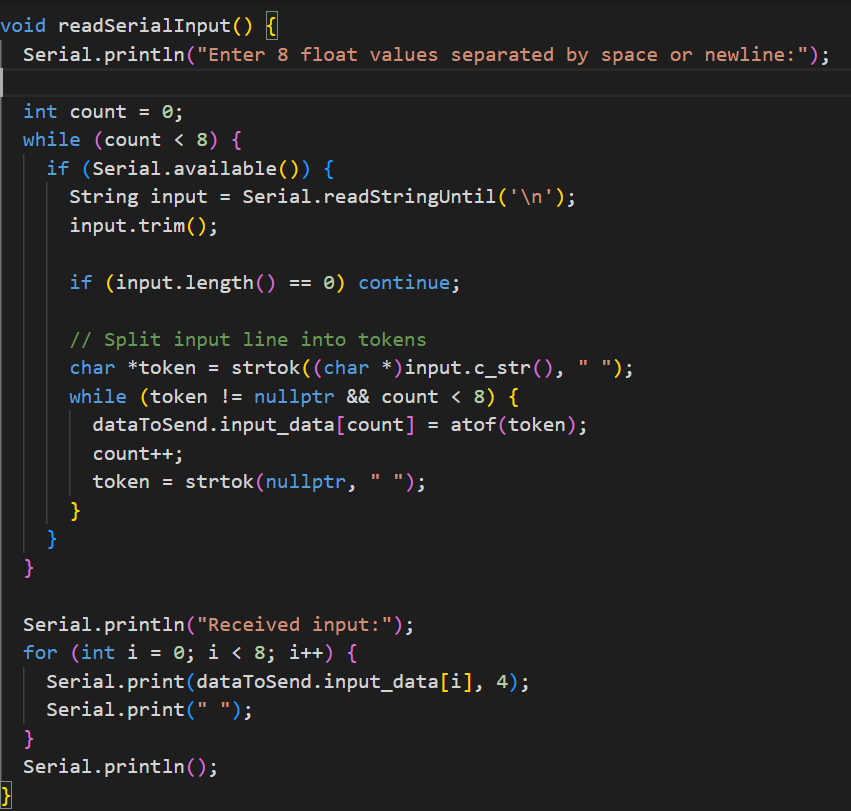 void readSerialInput() {
  Serial.println("Enter 8 float values separated by space or newline:");

  int count = 0;
  while (count < 8) {
    if (Serial.available()) {
      String input = Serial.readStringUntil('\n');
      input.trim();

      if (input.length() == 0) continue;

      // Split input line into tokens
      char *token = strtok((char *)input.c_str(), " ");
      while (token != nullptr && count < 8) {
        dataToSend.input_data[count] = atof(token);
        count++;
        token = strtok(nullptr, " ");
      }
    }
  }

  Serial.println("Received input:");
  for (int i = 0; i < 8; i++) {
    Serial.print(dataToSend.input_data[i], 4);
    Serial.print(" ");
  }
  Serial.println();
}